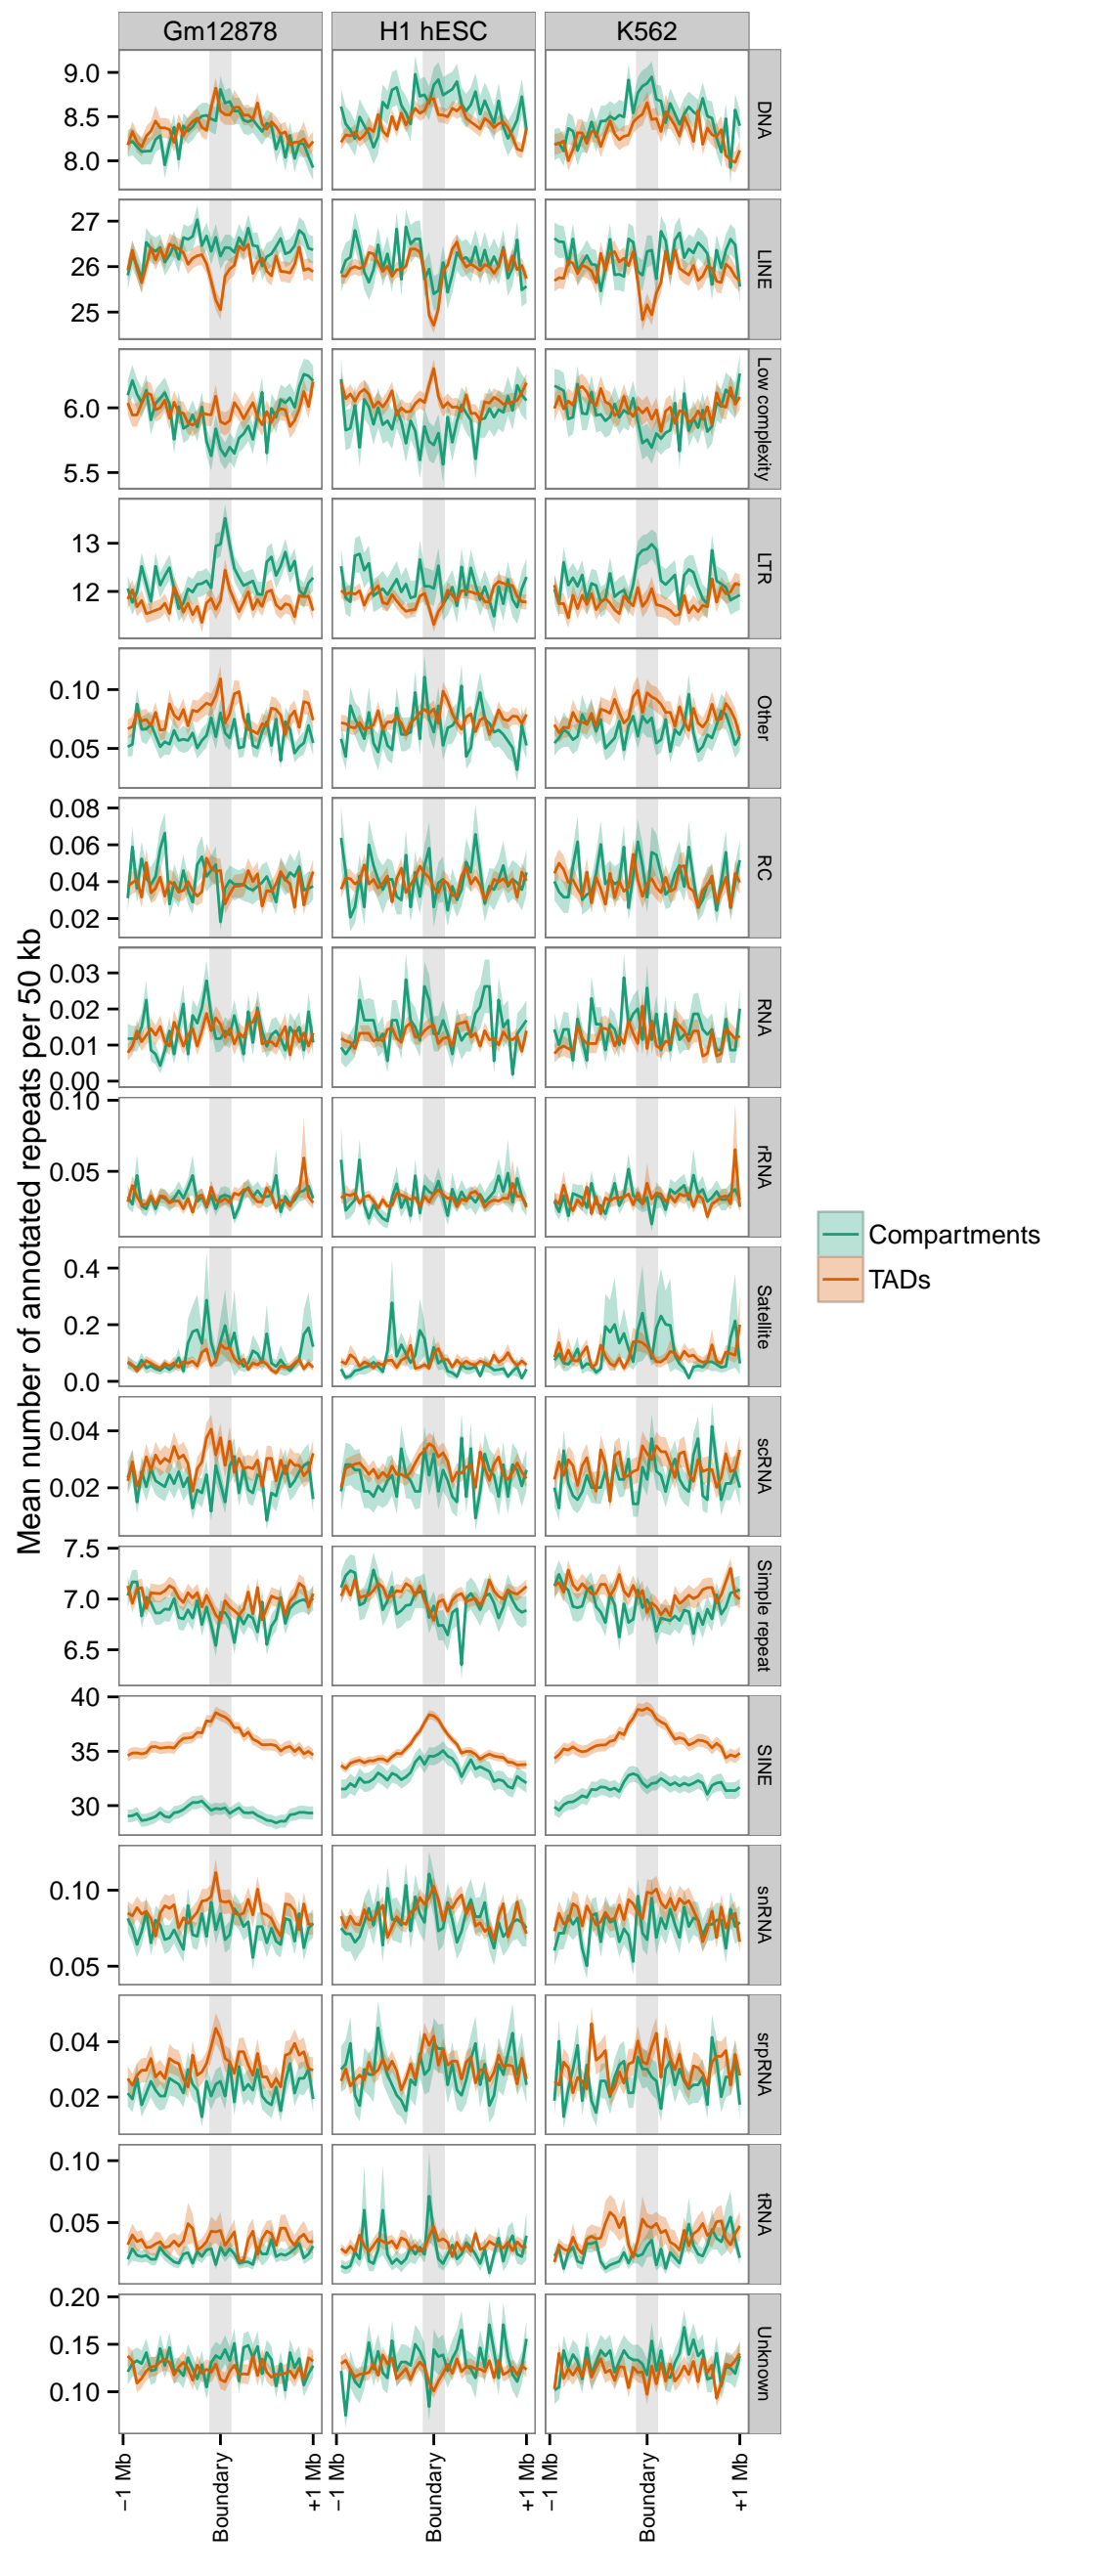 Gm12878 H1 hESC K562
Mean number of annotated repeats per 50 kb
9.0
8.5
8.0
DNA
27
26
25
LINE
6.0
5.5
Low complexity
13
12
LTR
0.10
0.05
Other
0.08
0.06
0.04
0.02
RC
0.03
0.02
0.01
0.00
RNA
0.10
0.05
rRNA
0.4
0.2
0.0
Satellite
0.04
0.02
scRNA
7.5
7.0
6.5
Simple repeat
40
35
30
SINE
0.10
0.05
snRNA
0.04
0.02
srpRNA
0.10
0.05
tRNA
0.20
0.15
0.10
Unknown
−1 Mb Boundary +1 Mb −1 Mb Boundary +1 Mb −1 Mb Boundary +1 Mb
Compartments
TADs